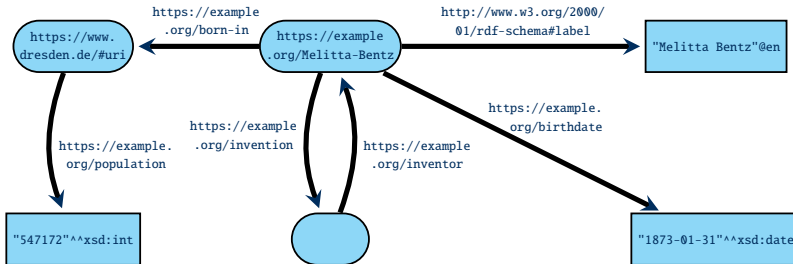 https://example
.org/born-in
http://www.w3.org/2000/
01/rdf-schema#label
https://www.
dresden.de/#uri
https://example
.org/Melitta-Bentz
"Melitta Bentz"@en
https://example.
org/birthdate
https://example
.org/invention
https://example.
org/population
https://example
.org/inventor
"547172"^^xsd:int
"1873-01-31"^^xsd:date